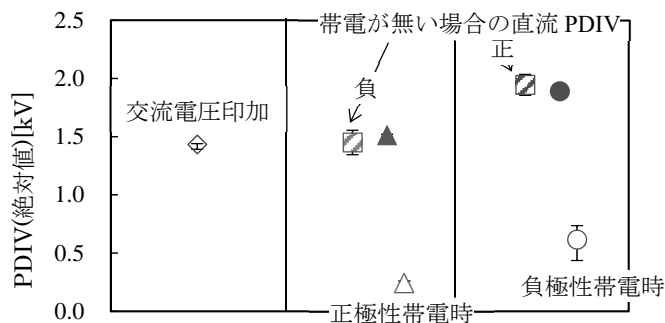 帯電が無い場合の直流 PDIV
正
負
交流電圧印加
負極性帯電時
正極性帯電時
PDIV(絶対値)[kV]
2.5
2.0
1.5
1.0
0.5
0.0